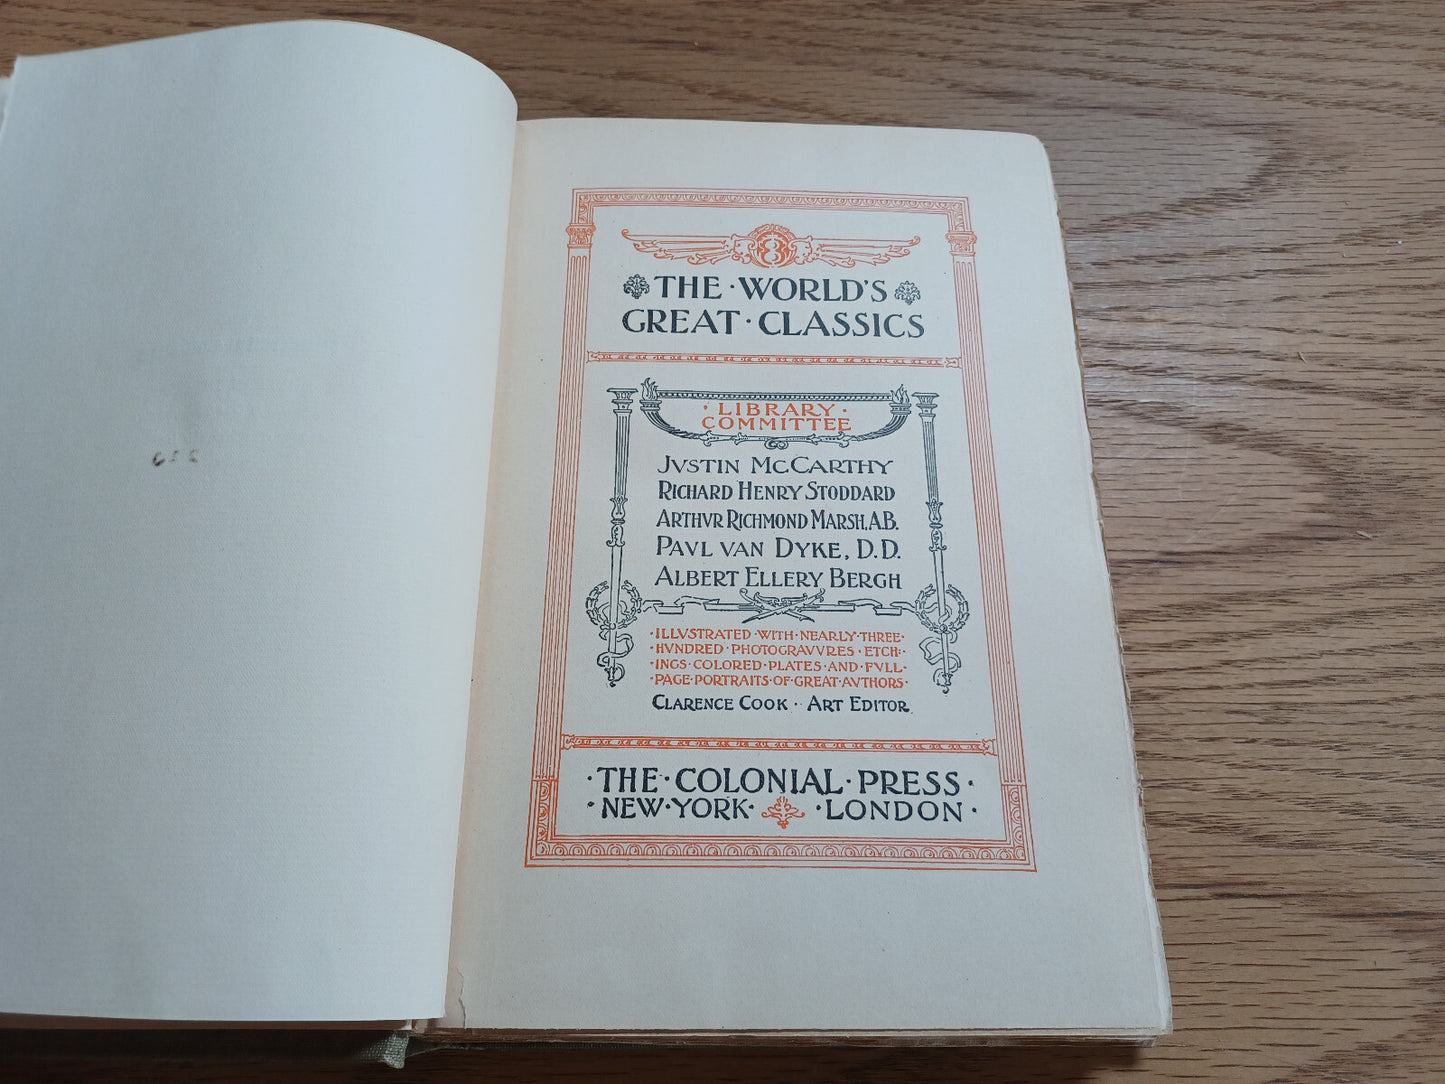 THE · WORLD'S
GREAT · CLASSICS
· LIBRARY ·
COMMITTEE
JVSTIN MCCARTHY
RICHARD HENRY STODDARD
ARTHVR RICHMOND MARSH, A.B.
PAVL VAN DYKE, D.D.
ALBERT ELLERY BERGH
· ILLVSTRATED · WITH · NEARLY · THREE ·
· HVNDRED · PHOTOGRAVVRES · ETCH: ·
· INGS · COLORED · PLATES · AND · FVLL ·
· PAGE · PORTRAITS · OF · GREAT · AVTHORS ·
CLARENCE COOK · · ART EDITOR
· THE · COLONIAL · PRESS ·
· NEW · YORK · · LONDON ·